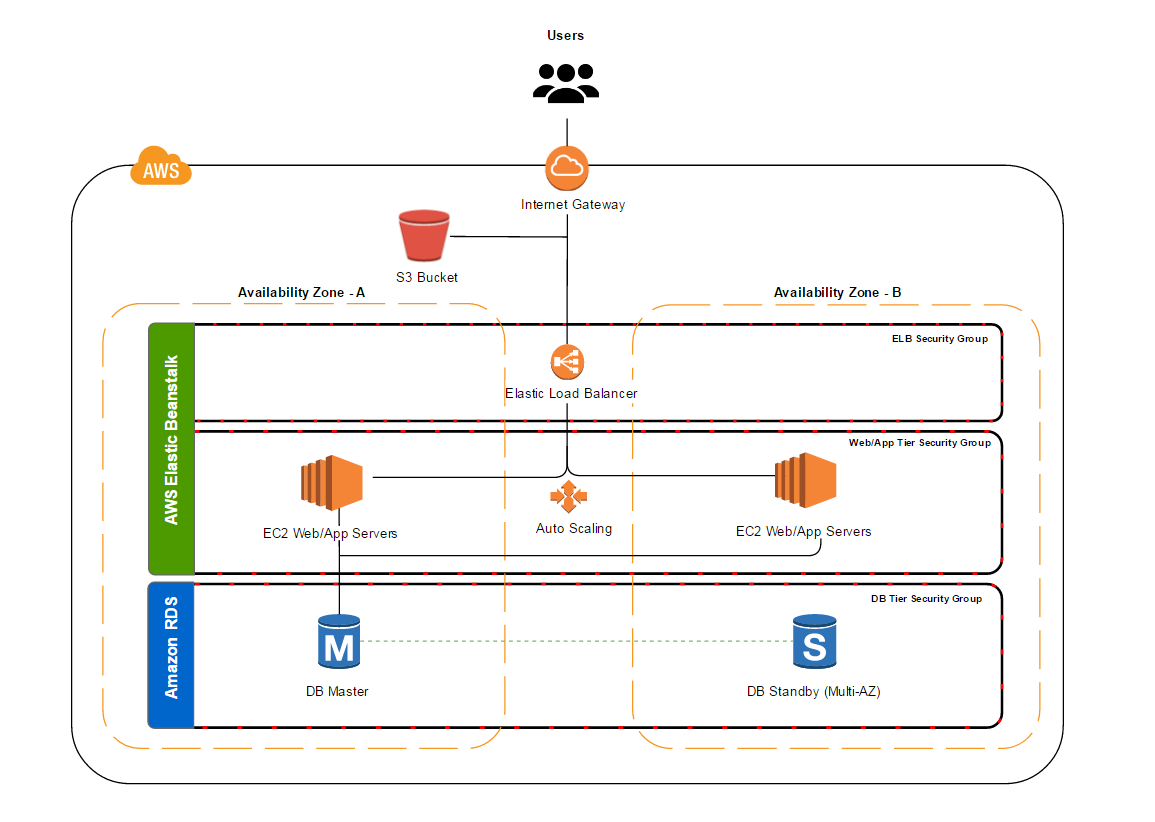 Users
AWS
Internet Gateway
S3 Bucket
Availability Zone - A
Availability Zone - B
AWS Elastic Beanstalk
ELB Security Group
Elastic Load Balancer
Web/App Tier Security Group
EC2 Web/App Servers
Auto Scaling
EC2 Web/App Servers
Amazon RDS
DB Tier Security Group
M
S
DB Master
DB Standby (Multi-AZ)